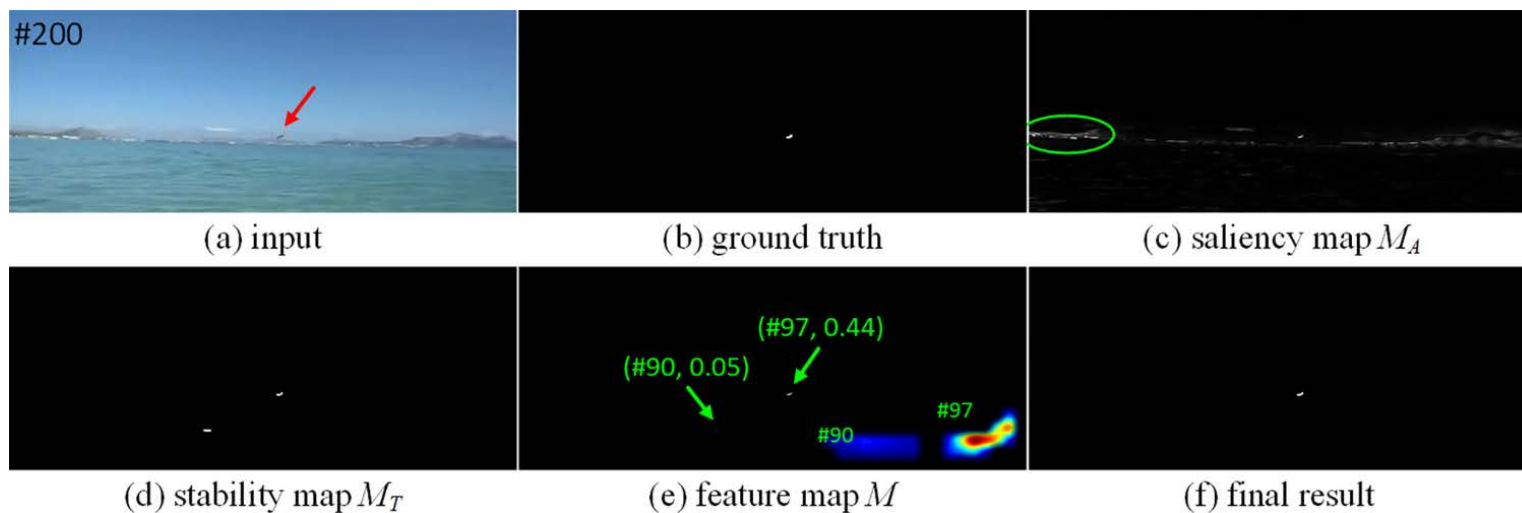 #200
(a) input
(b) ground truth
(c) saliency map M_A
(#97, 0.44)
(#90, 0.05)
#97
#90
(d) stability map M_T
(e) feature map M
(f) final result